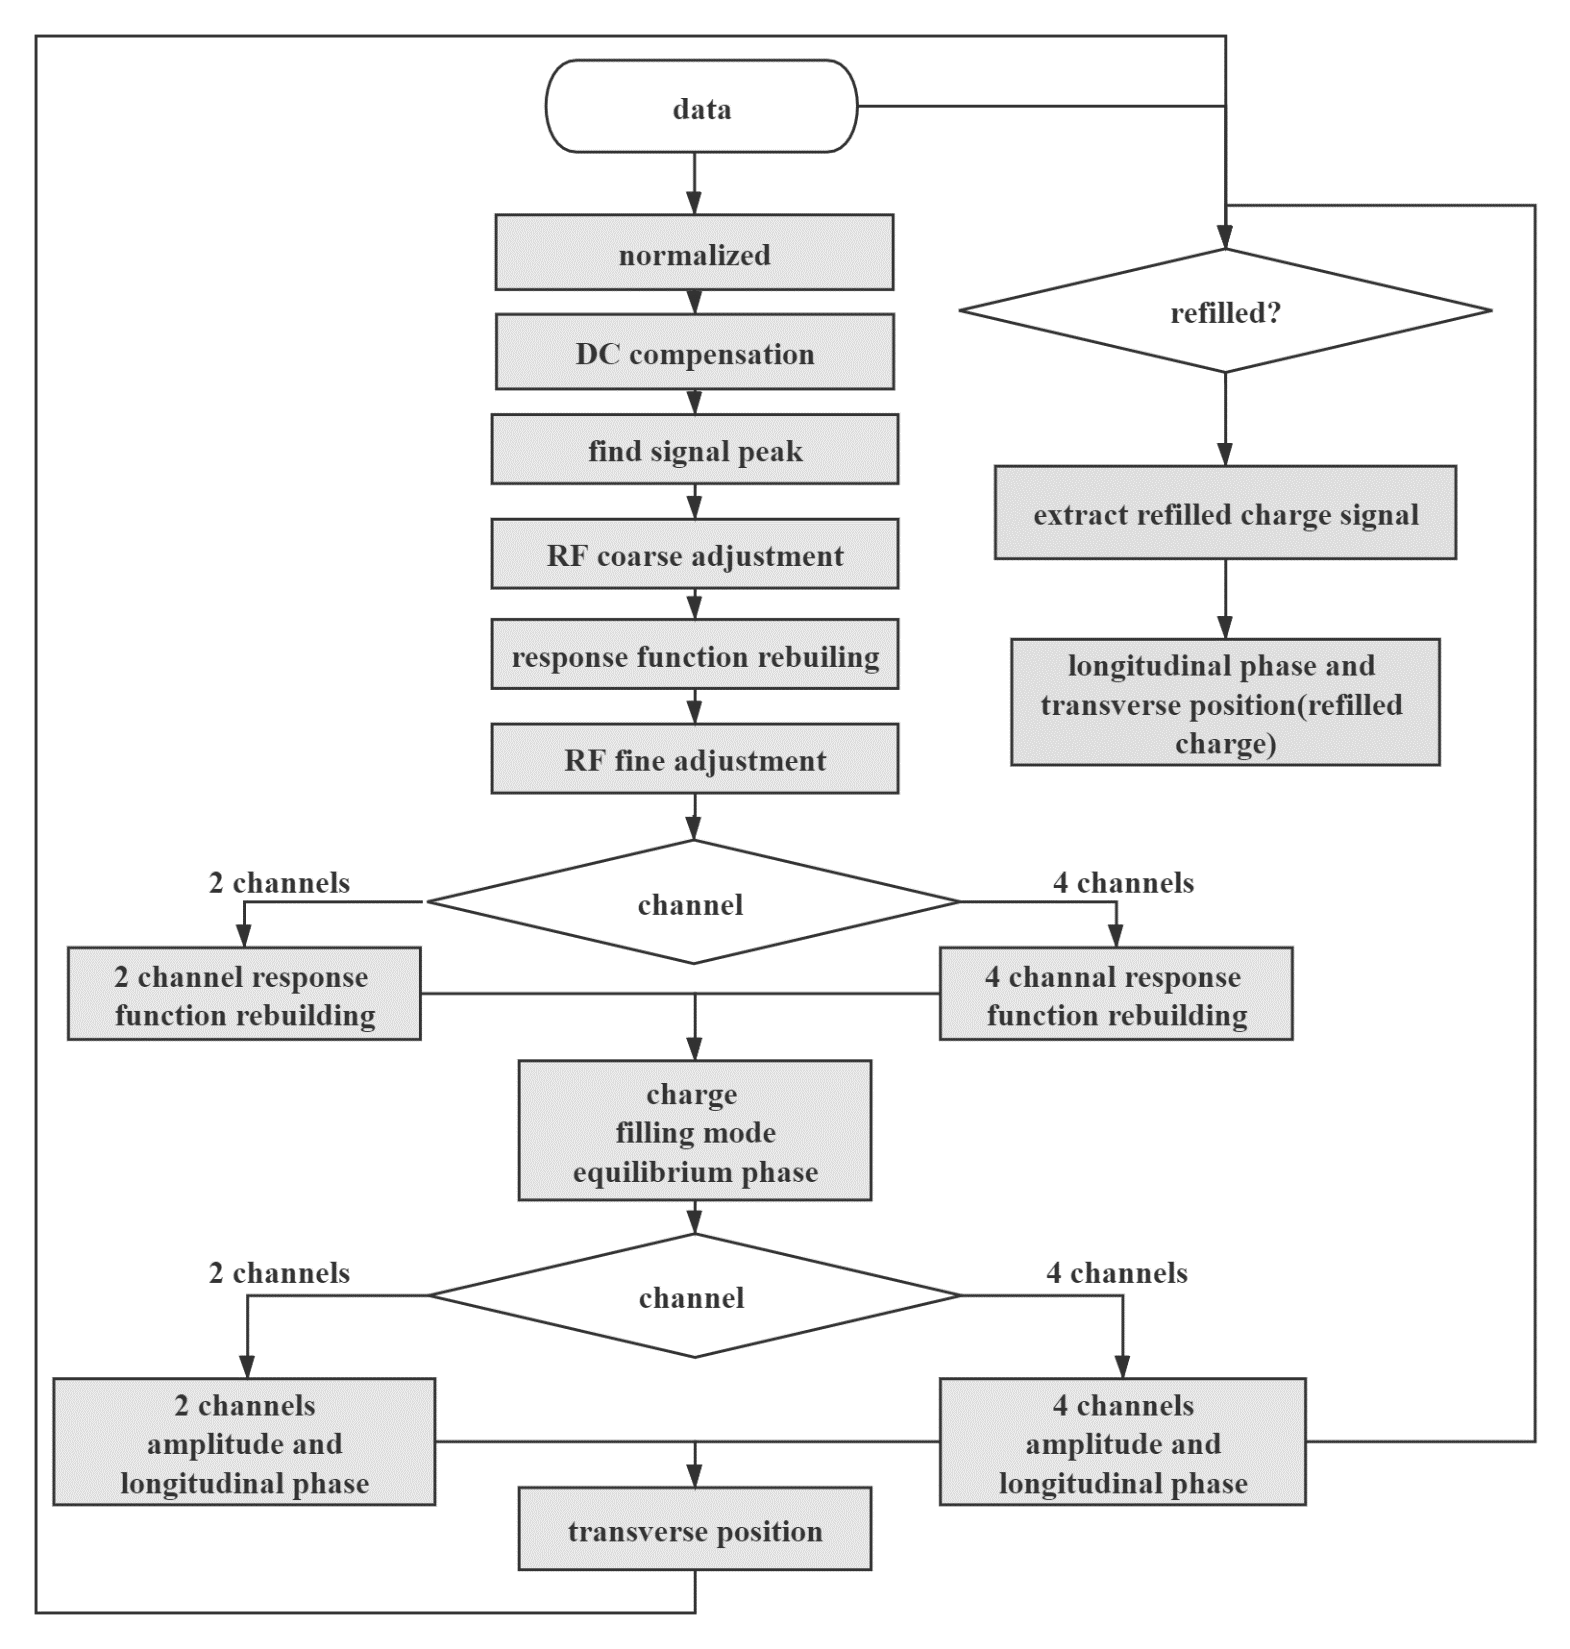 data
normalized
DC compensation
find signal peak
RF coarse adjustment
response function rebuiling
RF fine adjustment
channel
2 channels
4 channels
2 channel response
function rebuilding
4 channal response
function rebuilding
charge
filling mode
equilibrium phase
channel
2 channels
4 channels
2 channels
amplitude and
longitudinal phase
4 channels
amplitude and
longitudinal phase
transverse position
refilled?
extract refilled charge signal
longitudinal phase and
transverse position(refilled
charge)